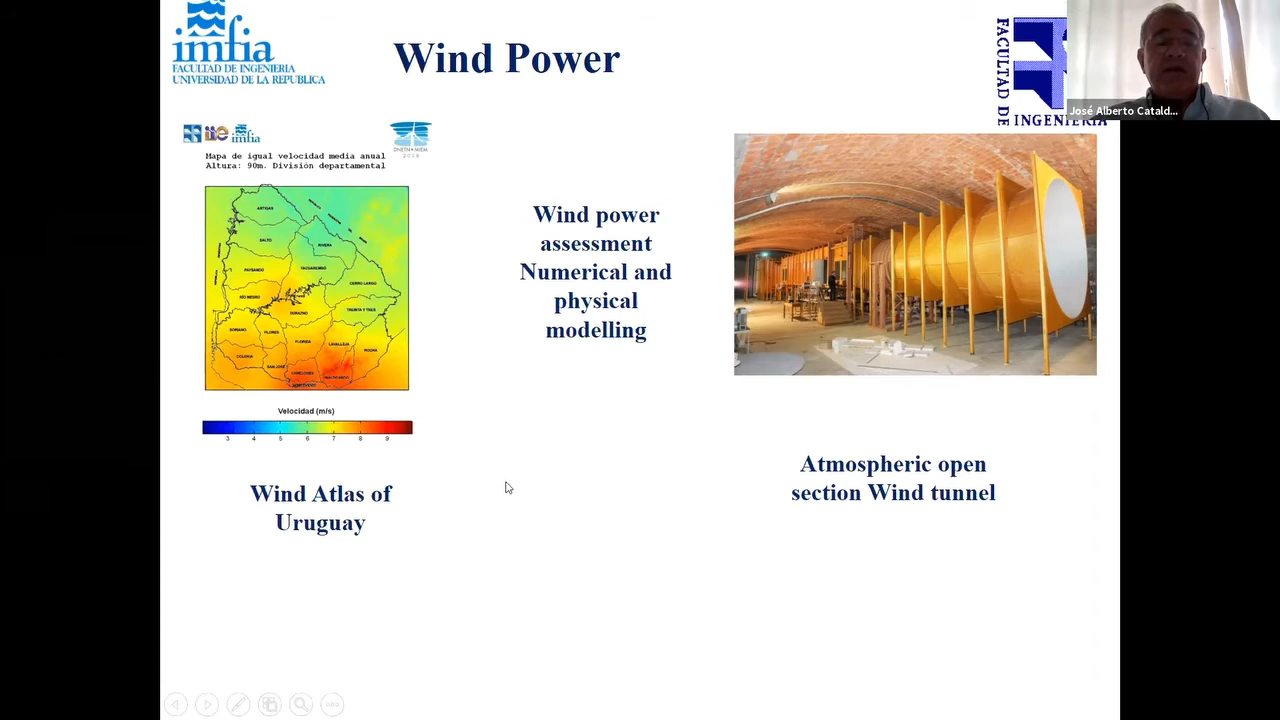 imfia
FACULTAD DE INGENIERIA
UNIVERSIDAD DE LA REPUBLICA
Wind Power
FACULTAD DE INGENIERIA
José Alberto Catald...
iie imfia
Mapa de igual velocidad media anual
Altura: 90m. División departamental
ARTIGAS
SALTO
RIVERA
PAYSANDO
TACUAREMBO
CERRO LARGO
RIO NEGRO
DURAZNO
TREINTA Y TRES
SORIANO
FLORES
FLORIDA
LAVALLEJA
ROCHA
COLONIA
SAN JOSE
CANELONES
MALDONADO
Velocidad (m/s)
3 4 5 6 7 8 9
Wind Atlas of
Uruguay
Wind power
assessment
Numerical and
physical
modelling
Atmospheric open
section Wind tunnel